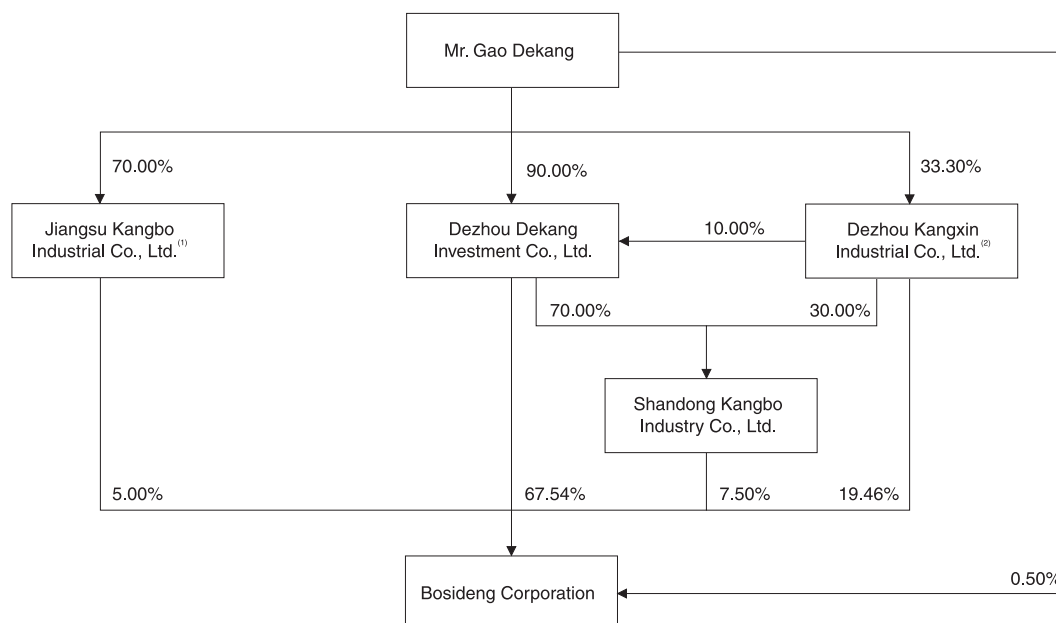 Mr. Gao Dekang
70.00%
90.00%
33.30%
Jiangsu Kangbo
Industrial Co., Ltd.(1)
Dezhou Dekang
Investment Co., Ltd.
10.00%
Dezhou Kangxin
Industrial Co., Ltd.(2)
70.00%
30.00%
Shandong Kangbo
Industry Co., Ltd.
5.00%
67.54%
7.50%
19.46%
Bosideng Corporation
0.50%